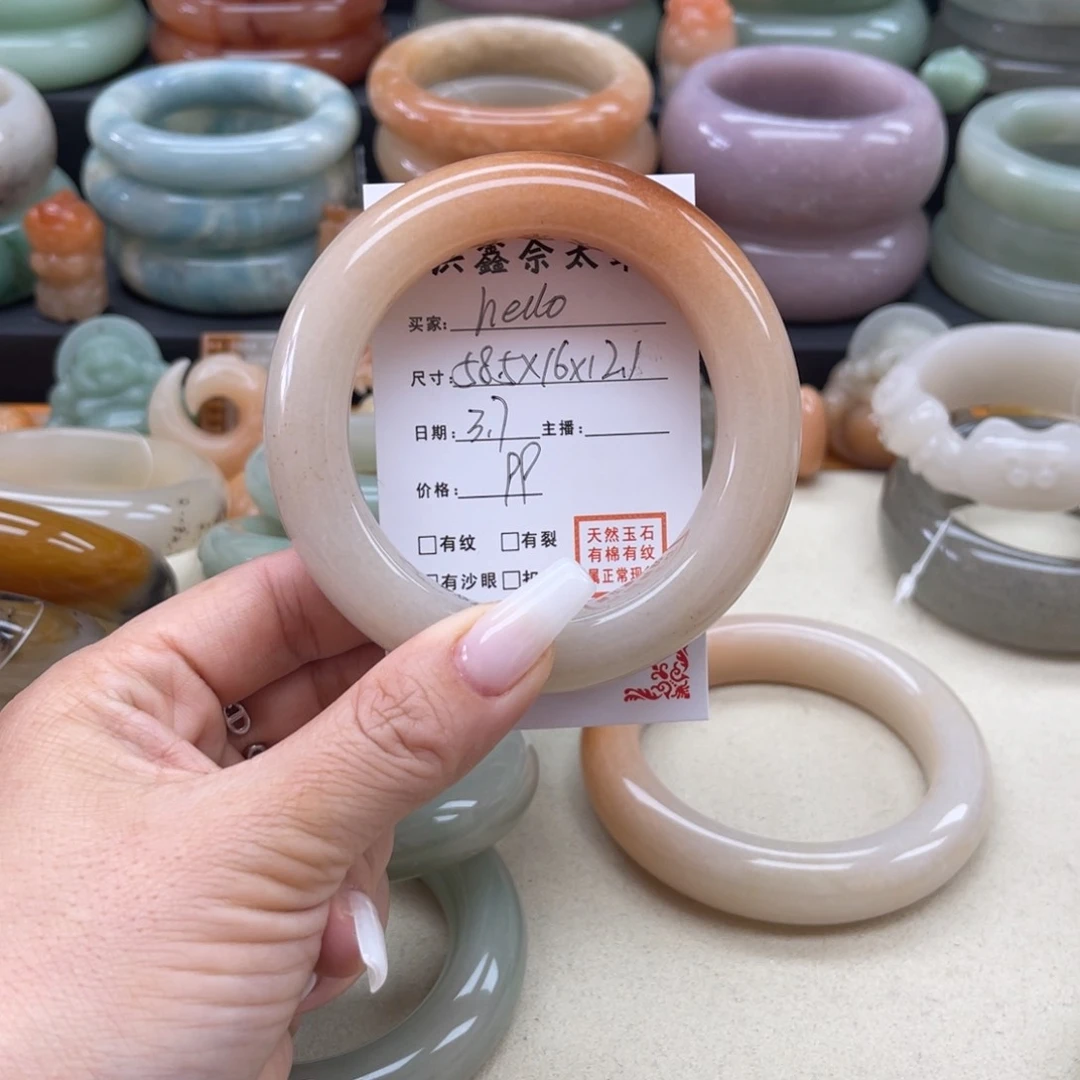 鑫佘太
买家: hello
尺寸: 58.5X16X12.1
日期: 3.7 主播:
价格: PP
□有纹 □有裂
有沙眼 □
天然玉石
有棉有纹
属正常现